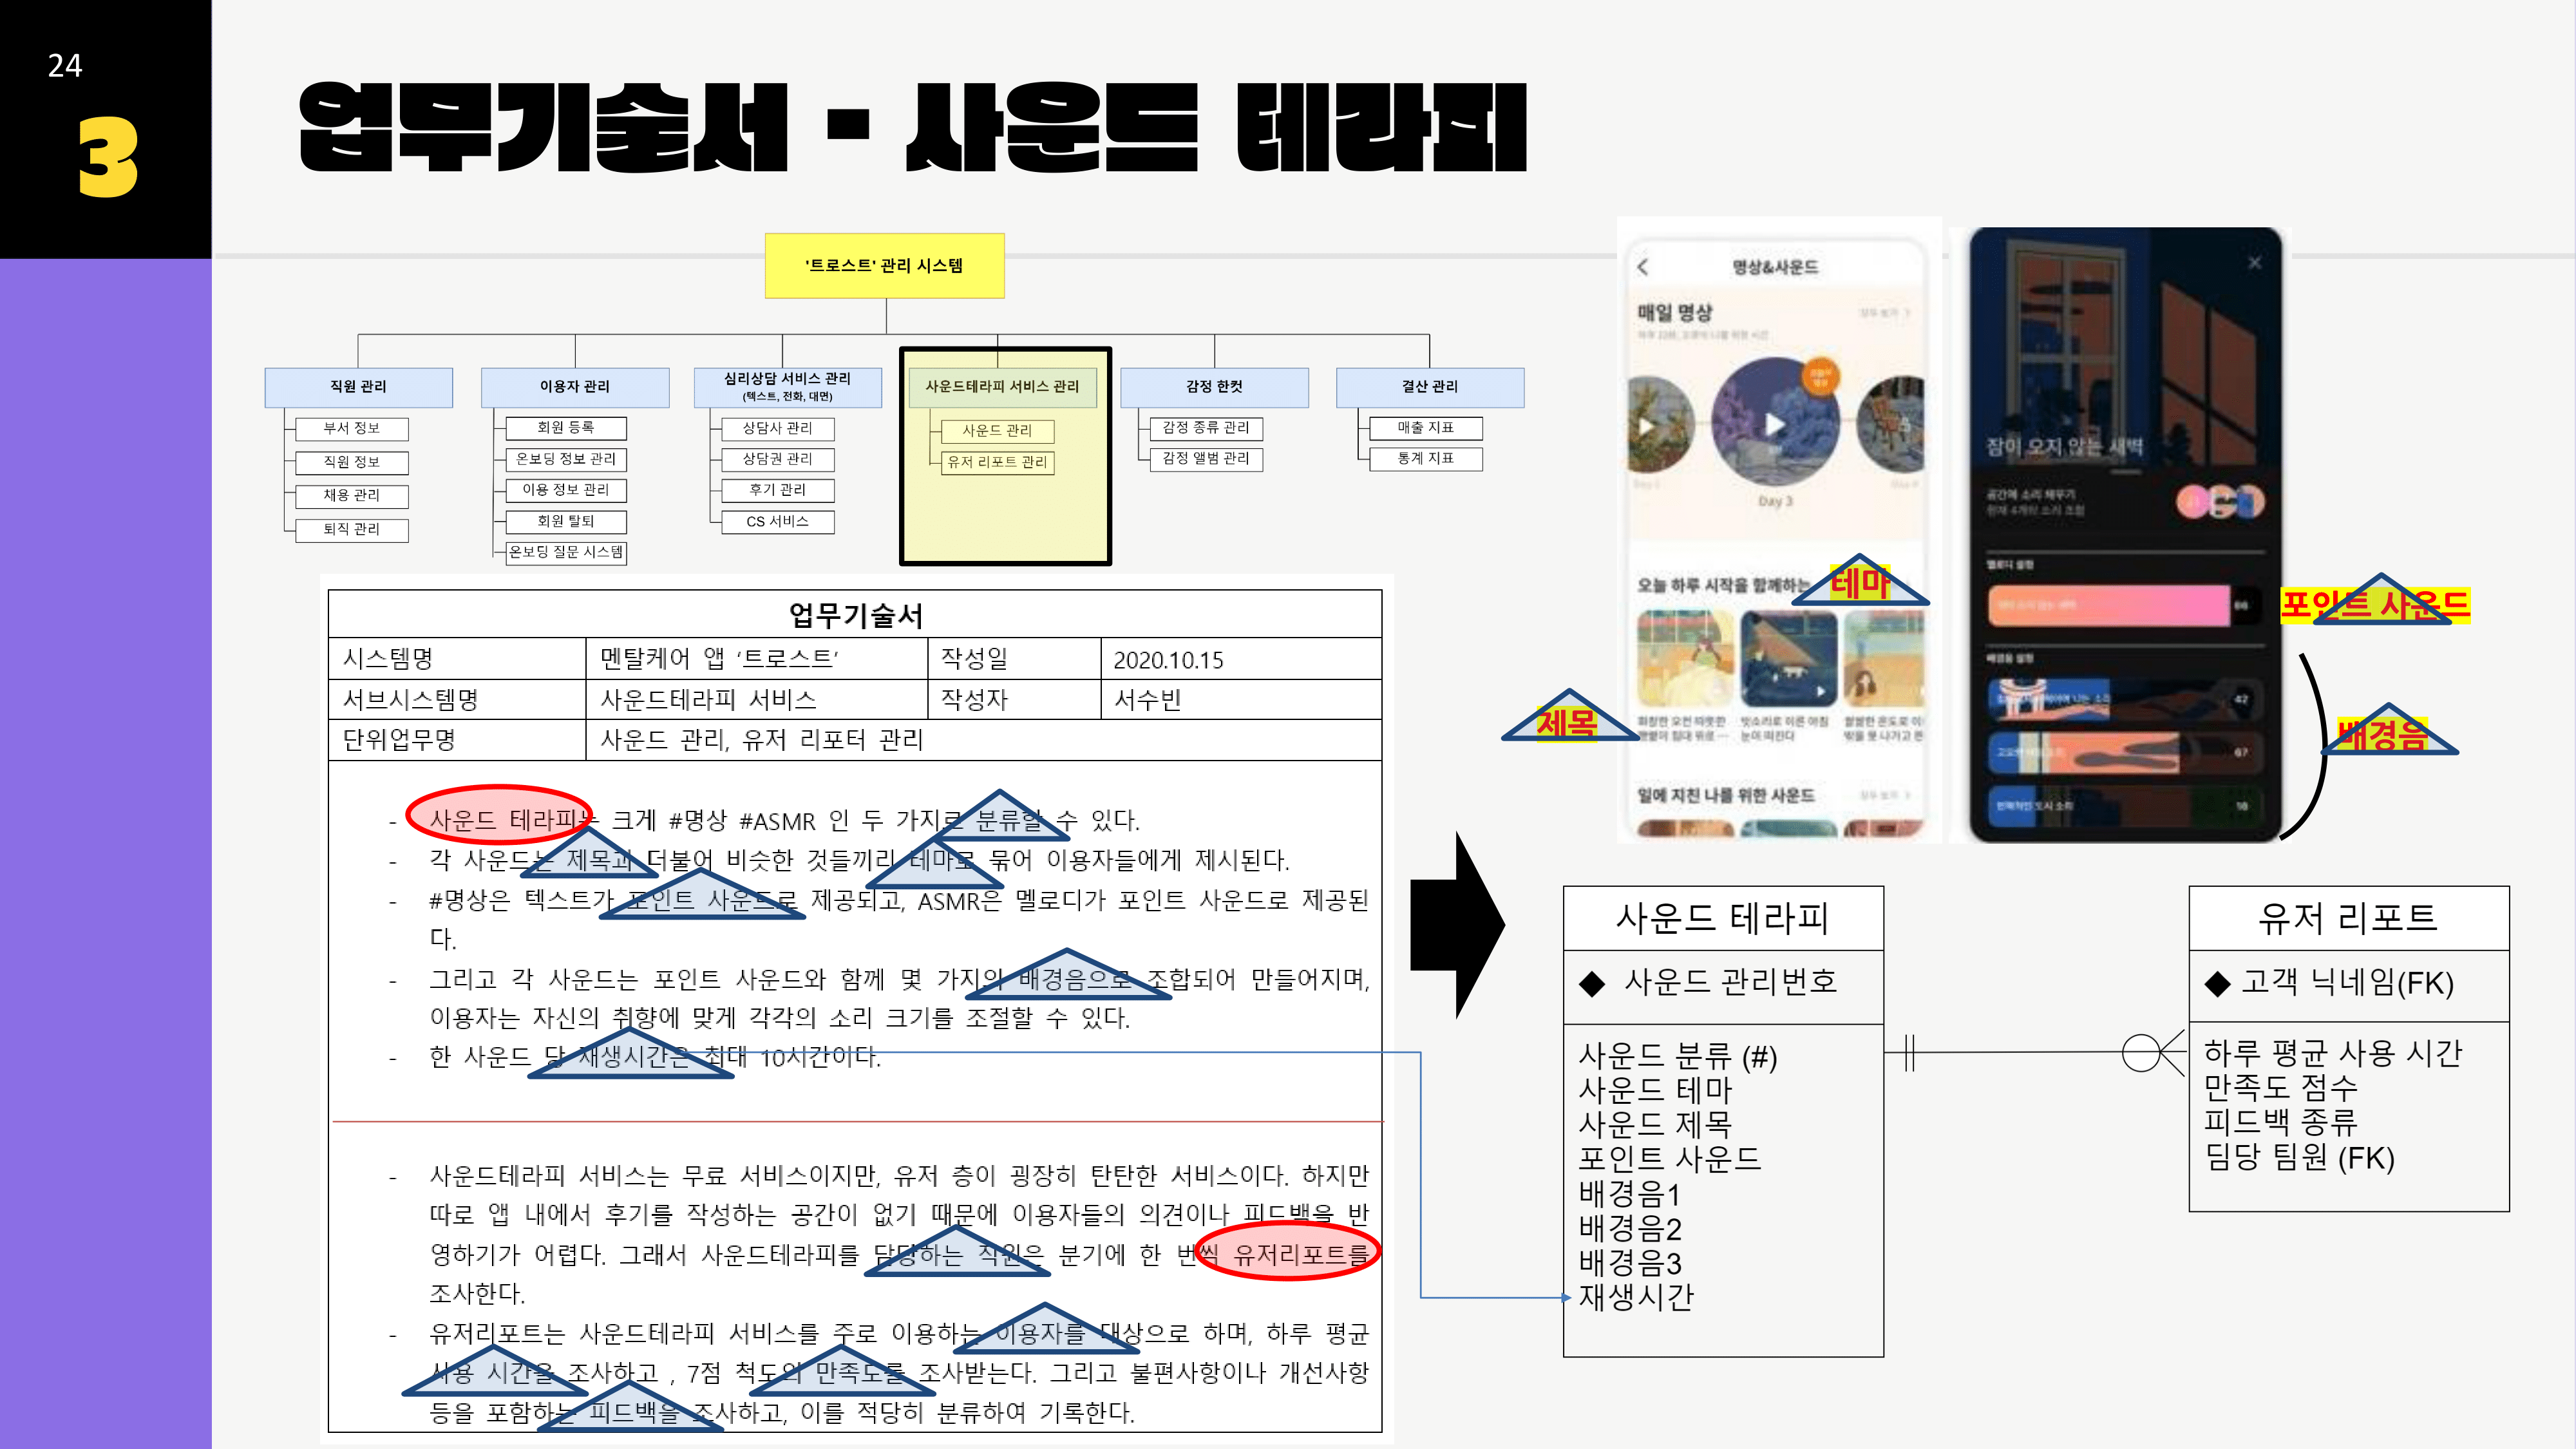 24
3
업무기술서 - 사운드 테라피
'트로스트' 관리 시스템
직원 관리
부서 정보
직원 정보
채용 관리
퇴직 관리
이용자 관리
회원 등록
온보딩 정보 관리
이용 정보 관리
회원 탈퇴
온보딩 질문 시스템
심리상담 서비스 관리
(텍스트, 전화, 대면)
상담사 관리
상담권 관리
후기 관리
CS 서비스
사운드테라피 서비스 관리
사운드 관리
유저 리포트 관리
감정 한컷
감정 종류 관리
감정 앨범 관리
결산 관리
매출 지표
통계 지표
업무기술서
시스템명 멘탈케어 앱 ‘트로스트’ 작성일 2020.10.15
서브시스템명 사운드테라피 서비스 작성자 서수빈
단위업무명 사운드 관리, 유저 리포터 관리
- 사운드 테라피는 크게 #명상 #ASMR 인 두 가지로 분류할 수 있다.
- 각 사운드는 제목과 더불어 비슷한 것들끼리 테마로 묶어 이용자들에게 제시된다.
- #명상은 텍스트가 포인트 사운드로 제공되고, ASMR은 멜로디가 포인트 사운드로 제공된
다.
- 그리고 각 사운드는 포인트 사운드와 함께 몇 가지의 배경음으로 조합되어 만들어지며,
이용자는 자신의 취향에 맞게 각각의 소리 크기를 조절할 수 있다.
- 한 사운드 당 재생시간은 최대 10시간이다.
- 사운드테라피 서비스는 무료 서비스이지만, 유저 층이 굉장히 탄탄한 서비스이다. 하지만
따로 앱 내에서 후기를 작성하는 공간이 없기 때문에 이용자들의 의견이나 피드백을 반
영하기가 어렵다. 그래서 사운드테라피를 담당하는 직원은 분기에 한 번씩 유저리포트를
조사한다.
- 유저리포트는 사운드테라피 서비스를 주로 이용하는 이용자를 대상으로 하며, 하루 평균
사용 시간을 조사하고 , 7점 척도의 만족도를 조사받는다. 그리고 불편사항이나 개선사항
등을 포함하는 피드백을 조사하고, 이를 적당히 분류하여 기록한다.
명상&사운드
매일 명상
모두 보기
Day 3
오늘 하루 시작을 함께하는
테마
제목
일에 지친 나를 위한 사운드
모두 보기
잠이 오지 않는 새벽
공간에 소리 채우기
현재 4개의 소리 조합
멜로디 설정
66
포인트 사운드
배경음 설정
42
67
배경음
사운드 테라피
◆ 사운드 관리번호
사운드 분류 (#)
사운드 테마
사운드 제목
포인트 사운드
배경음1
배경음2
배경음3
재생시간
유저 리포트
◆ 고객 닉네임(FK)
하루 평균 사용 시간
만족도 점수
피드백 종류
딤당 팀원 (FK)